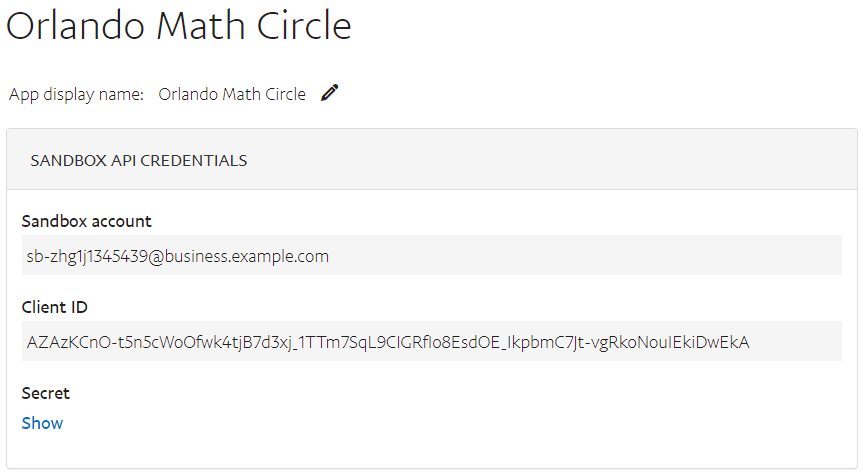 Orlando Math Circle
App display name: Orlando Math Circle
SANDBOX API CREDENTIALS
Sandbox account
sb-zhg1j1345439@business.example.com
Client ID
AZAzKCnO-t5n5cWoOfwk4tjB7d3xj_1TTm7SqL9CIGRflo8EsdOE_lkpbmC7Jt-vgRkoNouIEkiDwEkA
Secret
Show